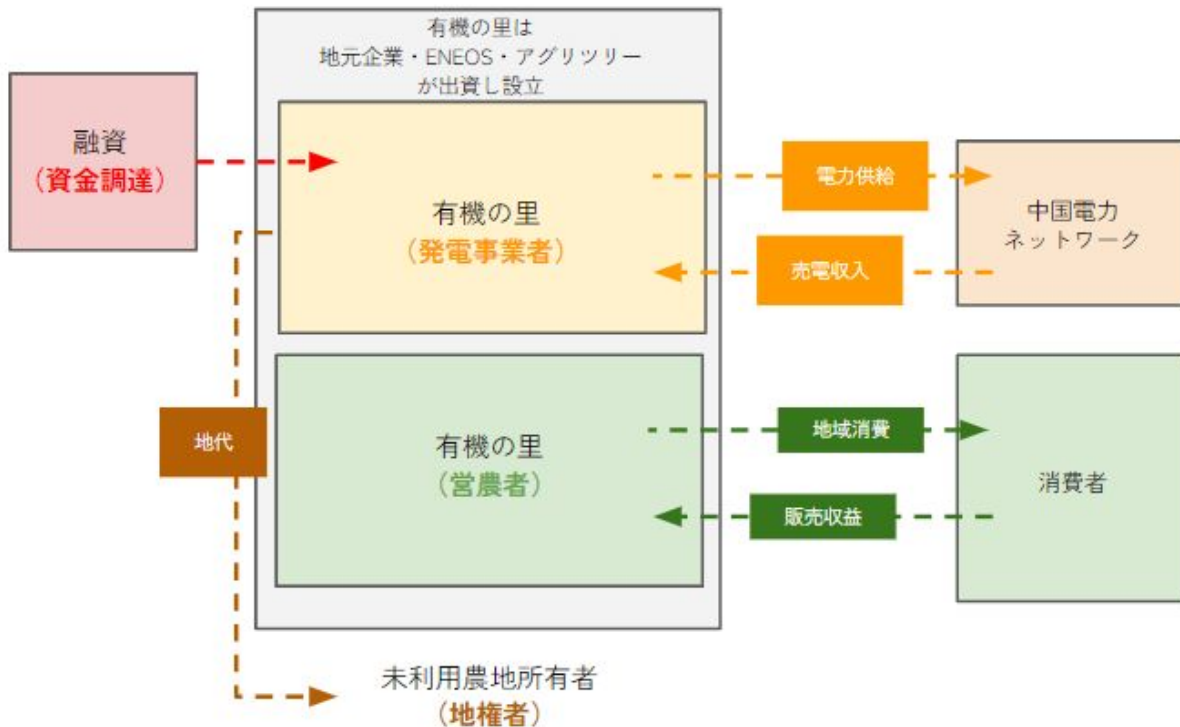 有機の里は
地元企業・ENEOS・アグリツリー
が出資し設立
融資
（資金調達）
有機の里
（発電事業者）
電力供給
売電収入
中国電力
ネットワーク
地代
有機の里
（営農者）
地域消費
販売収益
消費者
未利用農地所有者
（地権者）